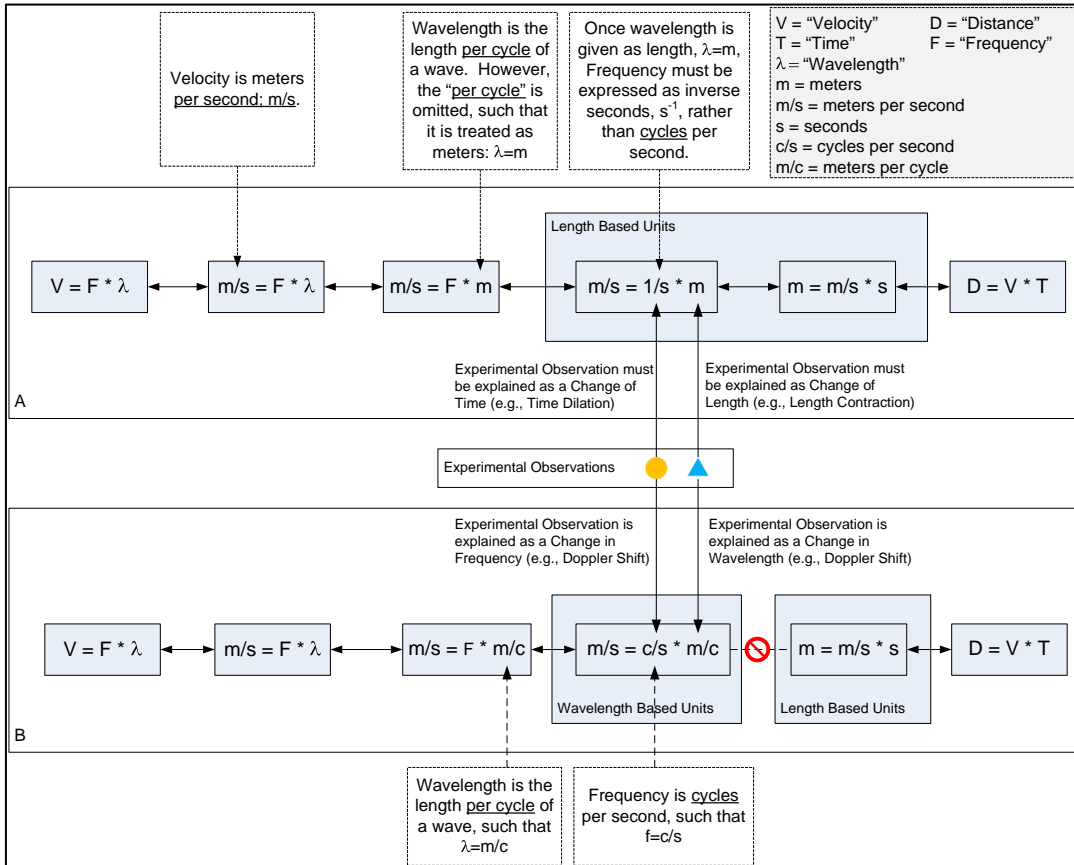 Velocity is meters
per second; m/s.
Wavelength is the
length per cycle of
a wave. However,
the "per cycle" is
omitted, such that
it is treated as
meters: λ=m
Once wavelength is
given as length, λ=m,
Frequency must be
expressed as inverse
seconds, s⁻¹, rather
than cycles per
second.
V = “Velocity” D = “Distance”
T = “Time” F = “Frequency”
λ = “Wavelength”
m = meters
m/s = meters per second
s = seconds
c/s = cycles per second
m/c = meters per cycle
Length Based Units
V = F * λ
m/s = F * λ
m/s = F * m
m/s = 1/s * m
m = m/s * s
D = V * T
Experimental Observation must
be explained as a Change of
Time (e.g., Time Dilation)
Experimental Observation must
be explained as Change of
Length (e.g., Length Contraction)
A
Experimental Observations
Experimental Observation is
explained as a Change in
Frequency (e.g., Doppler Shift)
Experimental Observation is
explained as a Change in
Wavelength (e.g., Doppler Shift)
V = F * λ
m/s = F * λ
m/s = F * m/c
m/s = c/s * m/c
m = m/s * s
D = V * T
Wavelength Based Units
Length Based Units
B
Wavelength is the
length per cycle of
a wave, such that
λ=m/c
Frequency is cycles
per second, such that
f=c/s